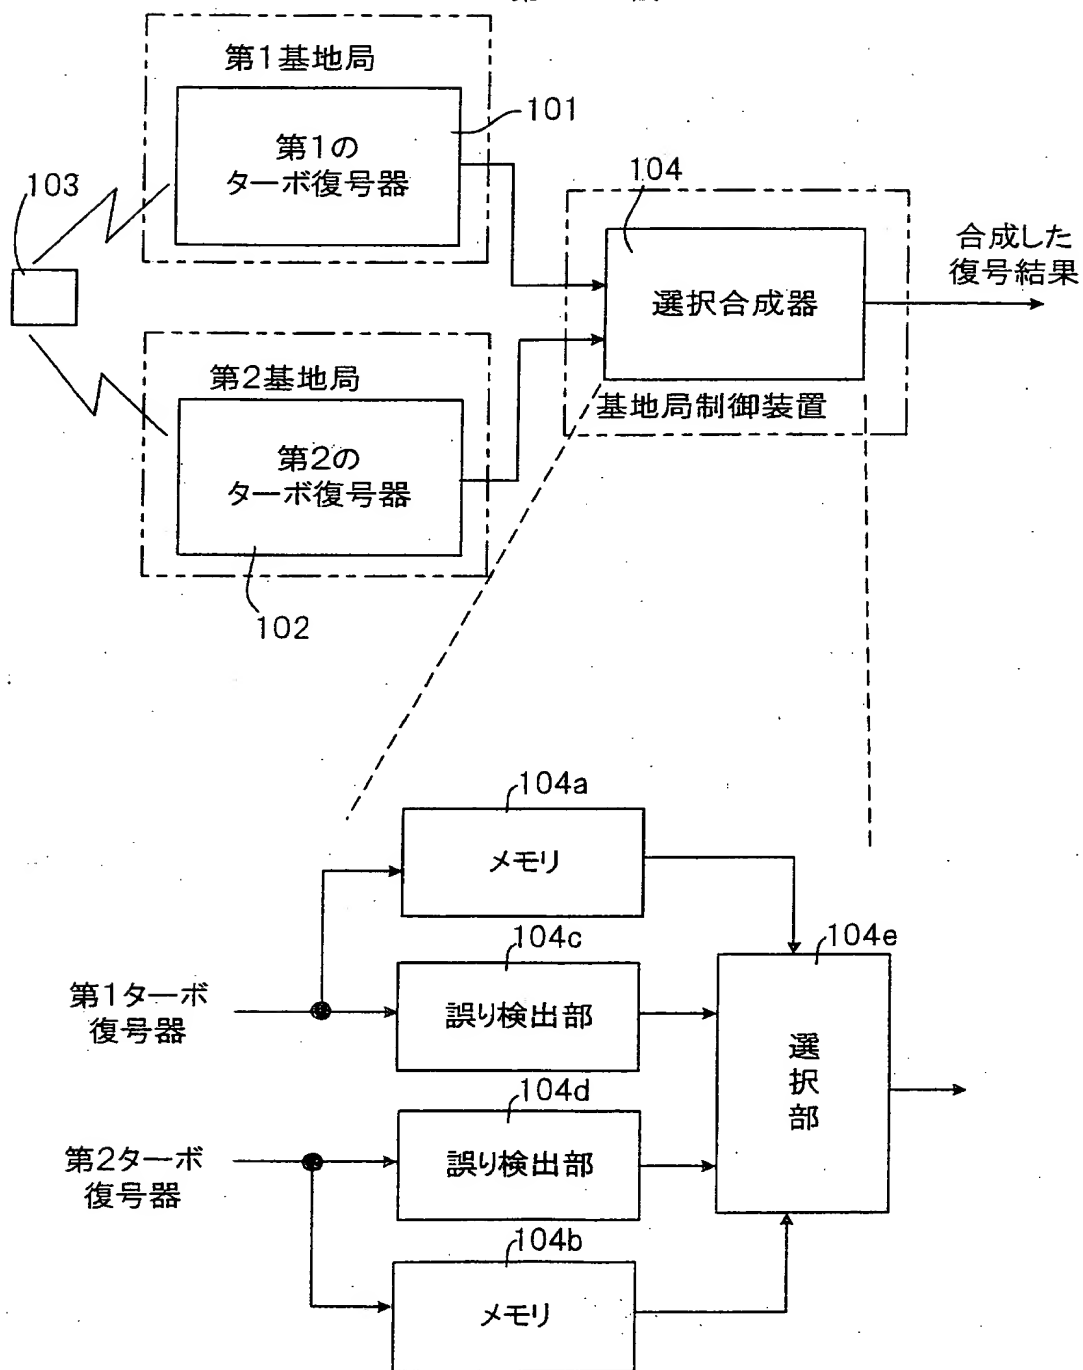 第1基地局
101
第1の
ターボ復号器
103
104
合成した
復号結果
選択合成器
第2基地局
基地局制御装置
第2の
ターボ復号器
102
104a
メモリ
104c
104e
第1ターボ
復号器
誤り検出部
選択部
104d
第2ターボ
復号器
誤り検出部
104b
メモリ